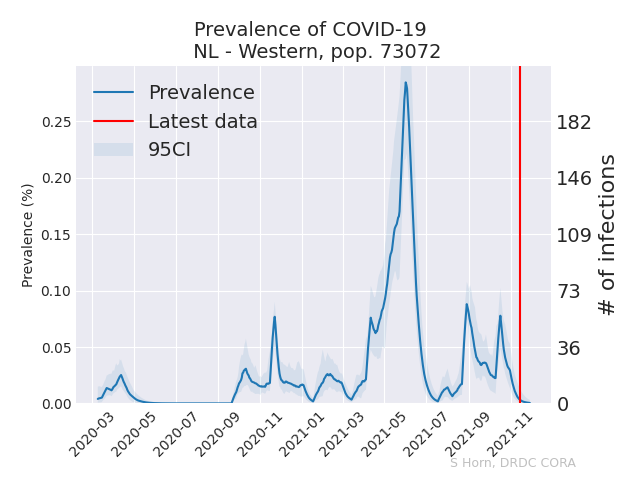 Prevalence of COVID-19
NL - Western, pop. 73072
Prevalence
Latest data
95CI
Prevalence (%)
0.25
0.20
0.15
0.10
0.05
0.00
182
146
109
73
36
0
# of infections
2020-03
2020-05
2020-07
2020-09
2020-11
2021-01
2021-03
2021-05
2021-07
2021-09
2021-11
S Horn, DRDC CORA